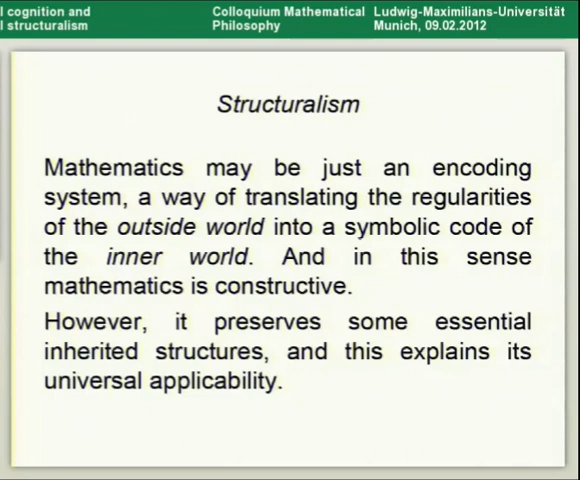 l cognition and
l structuralism
Colloquium Mathematical
Philosophy
Ludwig-Maximilians-Universität
Munich, 09.02.2012
Structuralism
Mathematics may be just an encoding
system, a way of translating the regularities
of the outside world into a symbolic code of
the inner world. And in this sense
mathematics is constructive.
However, it preserves some essential
inherited structures, and this explains its
universal applicability.